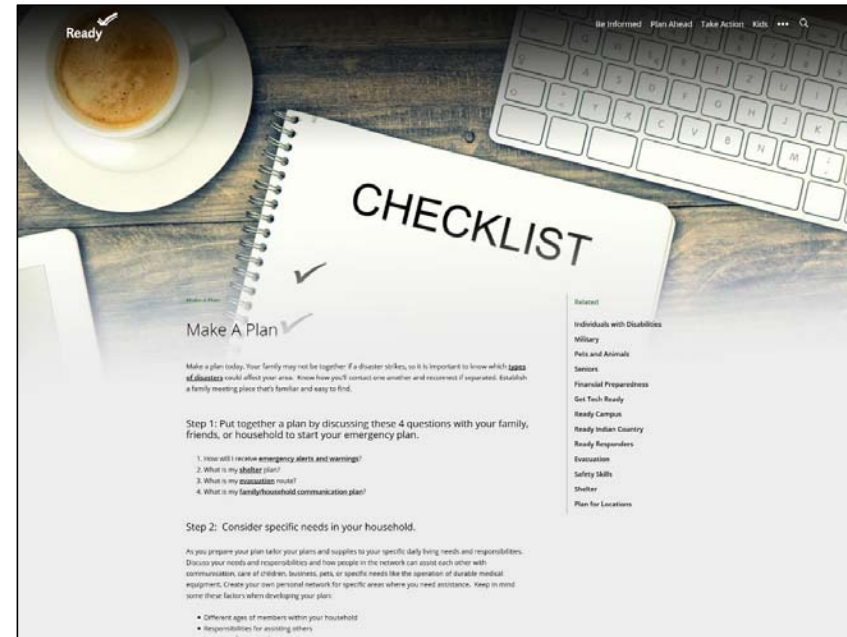 Ready
Be Informed Plan Ahead Take Action Kids
CHECKLIST
Make a Plan
Make A Plan
Make a plan today. Your family may not be together if a disaster strikes, so it is important to know which types
of disasters could affect your area. Know how you'll contact one another and reconnect if separated. Establish
a family meeting place that's familiar and easy to find.
Step 1: Put together a plan by discussing these 4 questions with your family,
friends, or household to start your emergency plan.
1. How will I receive emergency alerts and warnings?
2. What is my shelter plan?
3. What is my evacuation route?
4. What is my family/household communication plan?
Step 2: Consider specific needs in your household.
As you prepare your plan tailor your plans and supplies to your specific daily living needs and responsibilities.
Discuss your needs and responsibilities and how people in the network can assist each other with
communication, care of children, business, pets, or specific needs like the operation of durable medical
equipment. Create your own personal network for specific areas where you need assistance. Keep in mind
some these factors when developing your plan:
Different ages of members within your household
Responsibilities for assisting others
Related
Individuals with Disabilities
Military
Pets and Animals
Seniors
Financial Preparedness
Get Tech Ready
Ready Campus
Ready Indian Country
Ready Responders
Evacuation
Safety Skills
Shelter
Plan for Locations